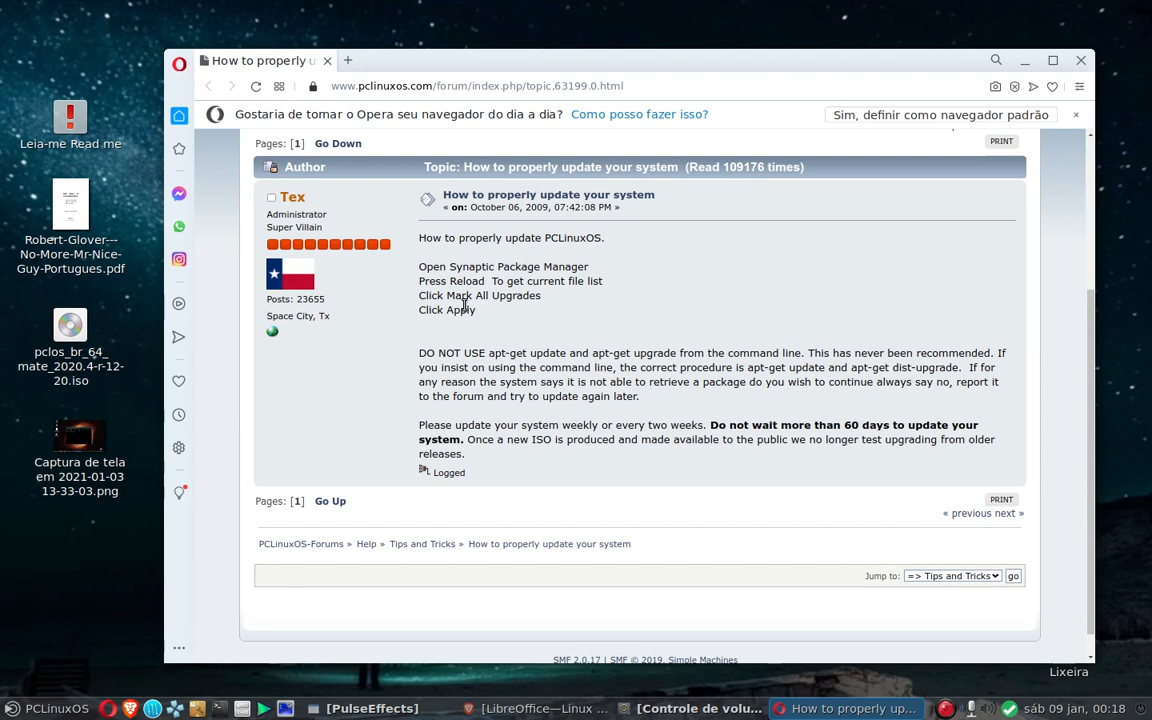 How to properly u
www.pclinuxos.com/forum/index.php/topic,63199.0.html
Gostaria de tornar o Opera seu navegador do dia a dia? Como posso fazer isso? Sim, definir como navegador padrão
Leia-me Read me
Robert-Glover---
No-More-Mr-Nice-
Guy-Portugues.pdf
pclos_br_64_
mate_2020.4-r-12-
20.iso
Captura de tela
em 2021-01-03
13-33-03.png
Pages: [1] Go Down
PRINT
Author Topic: How to properly update your system (Read 109176 times)
Tex
Administrator
Super Villain
Posts: 23655
Space City, Tx
How to properly update your system
« on: October 06, 2009, 07:42:08 PM »
How to properly update PCLinuxOS.
Open Synaptic Package Manager
Press Reload To get current file list
Click Mark All Upgrades
Click Apply
DO NOT USE apt-get update and apt-get upgrade from the command line. This has never been recommended. If
you insist on using the command line, the correct procedure is apt-get update and apt-get dist-upgrade. If for
any reason the system says it is not able to retrieve a package do you wish to continue always say no, report it
to the forum and try to update again later.
Please update your system weekly or every two weeks. Do not wait more than 60 days to update your
system. Once a new ISO is produced and made available to the public we no longer test upgrading from older
releases.
Logged
Pages: [1] Go Up
PRINT
« previous next »
PCLinuxOS-Forums » Help » Tips and Tricks » How to properly update your system
Jump to: => Tips and Tricks go
SMF 2.0.17 | SMF © 2019, Simple Machines
Lixeira
PCLinuxOS [PulseEffects] [LibreOffice—Linux ... [Controle de volu... How to properly up... sáb 09 jan, 00:18